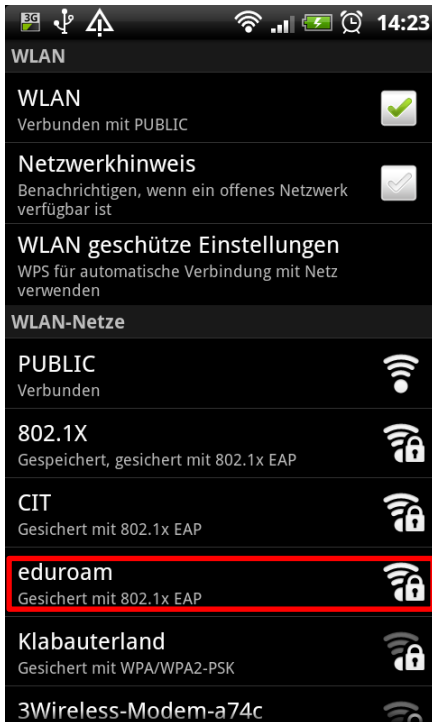 3G 14:23
WLAN
WLAN
Verbunden mit PUBLIC
Netzwerkhinweis
Benachrichtigen, wenn ein offenes Netzwerk
verfügbar ist
WLAN geschütze Einstellungen
WPS für automatische Verbindung mit Netz
verwenden
WLAN-Netze
PUBLIC
Verbunden
802.1X
Gespeichert, gesichert mit 802.1x EAP
CIT
Gesichert mit 802.1x EAP
eduroam
Gesichert mit 802.1x EAP
Klabauterland
Gesichert mit WPA/WPA2-PSK
3Wireless-Modem-a74c